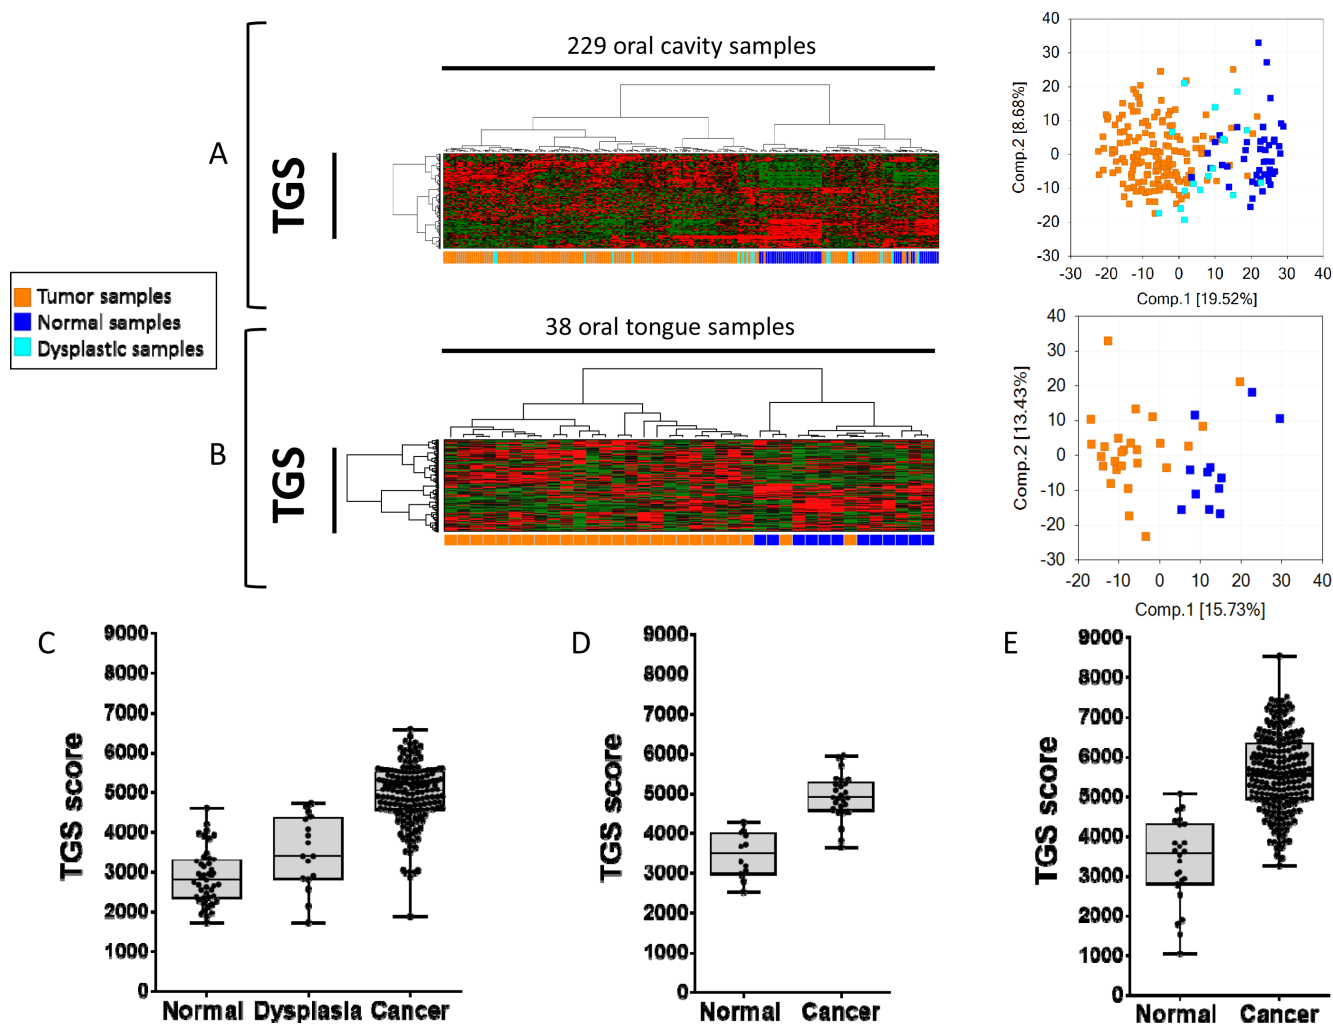 229 oral cavity samples
A
TGS
40
30
20
10
0
-10
-20
-30
Comp.2 [8.68%]
-30
-20
-10
0
10
20
30
40
Comp.1 [19.52%]
Tumor samples
Normal samples
Dysplastic samples
38 oral tongue samples
B
TGS
40
30
20
10
0
-10
-20
-30
Comp.2 [13.43%]
-20
-10
0
10
20
30
40
Comp.1 [15.73%]
C
TGS score
9000
8000
7000
6000
5000
4000
3000
2000
1000
0
Normal Dysplasia Cancer
D
TGS score
9000
8000
7000
6000
5000
4000
3000
2000
1000
0
Normal Cancer
E
TGS score
9000
8000
7000
6000
5000
4000
3000
2000
1000
0
Normal Cancer